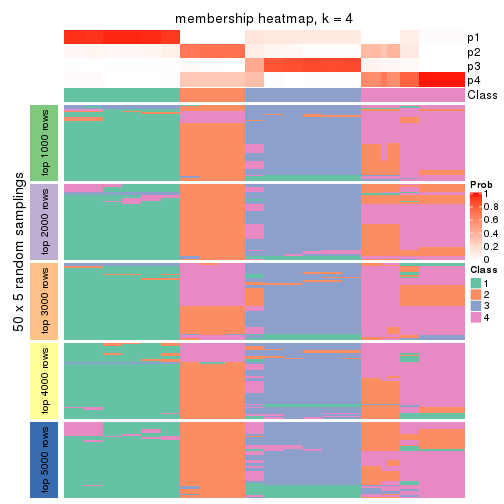 membership heatmap, k = 4
p1
p2
p3
p4
Class
50 x 5 random samplings
top 1000 rows
top 2000 rows
top 3000 rows
top 4000 rows
top 5000 rows
Prob
1
0.8
0.6
0.4
0.2
0
Class
1
2
3
4